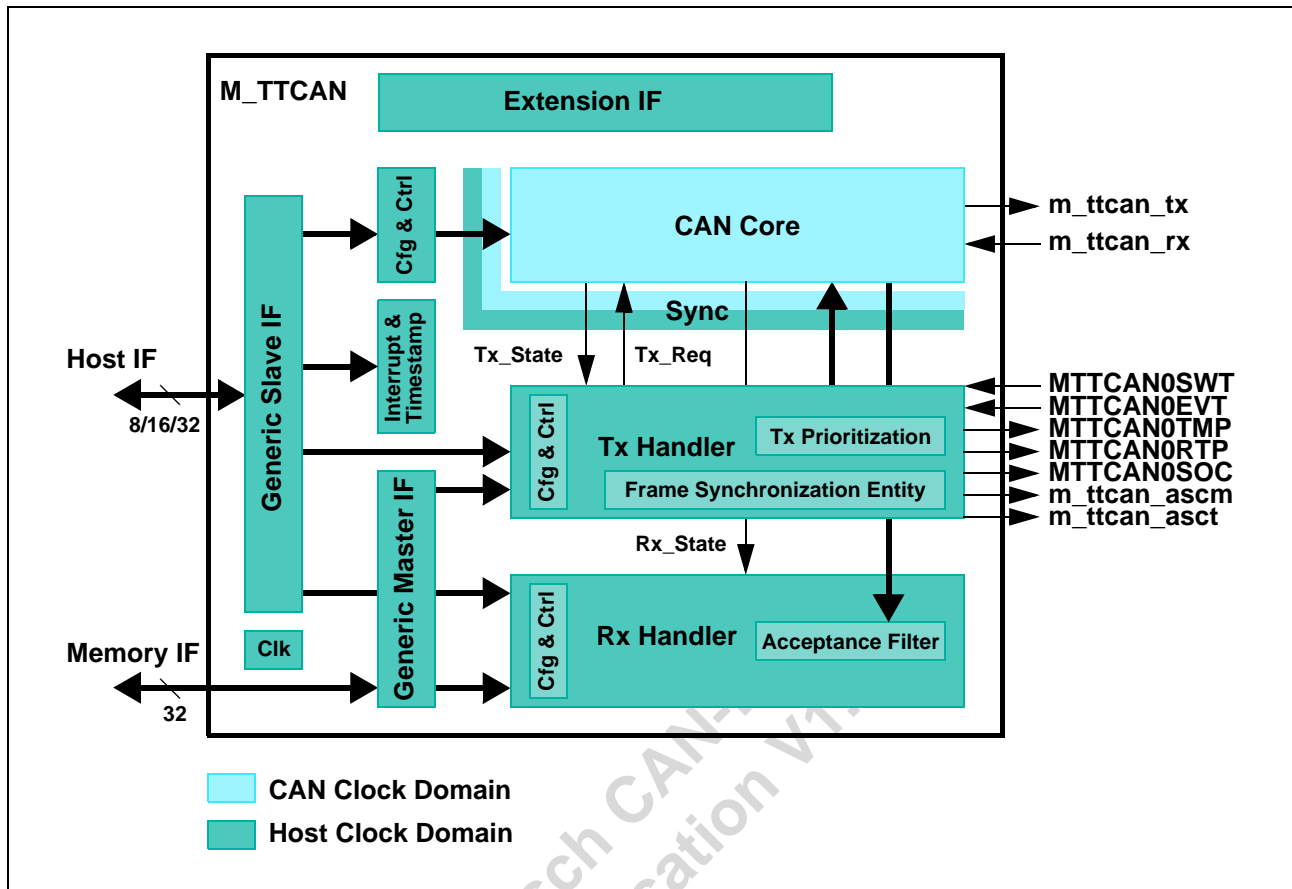 M_TTCAN
Extension IF
Cfg & Ctrl
CAN Core
m_ttcan_tx
m_ttcan_rx
Sync
Generic Slave IF
Interrupt &
Timestamp
Host IF
8/16/32
Tx_State
Tx_Req
MTTCAN0SWT
MTTCAN0EVT
MTTCAN0TMP
MTTCAN0RTP
MTTCAN0SOC
m_ttcan_ascm
m_ttcan_asct
Cfg & Ctrl
Tx Handler
Tx Prioritization
Frame Synchronization Entity
Generic Master IF
Rx_State
Cfg & Ctrl
Rx Handler
Acceptance Filter
Clk
Memory IF
32
CAN Clock Domain
Host Clock Domain